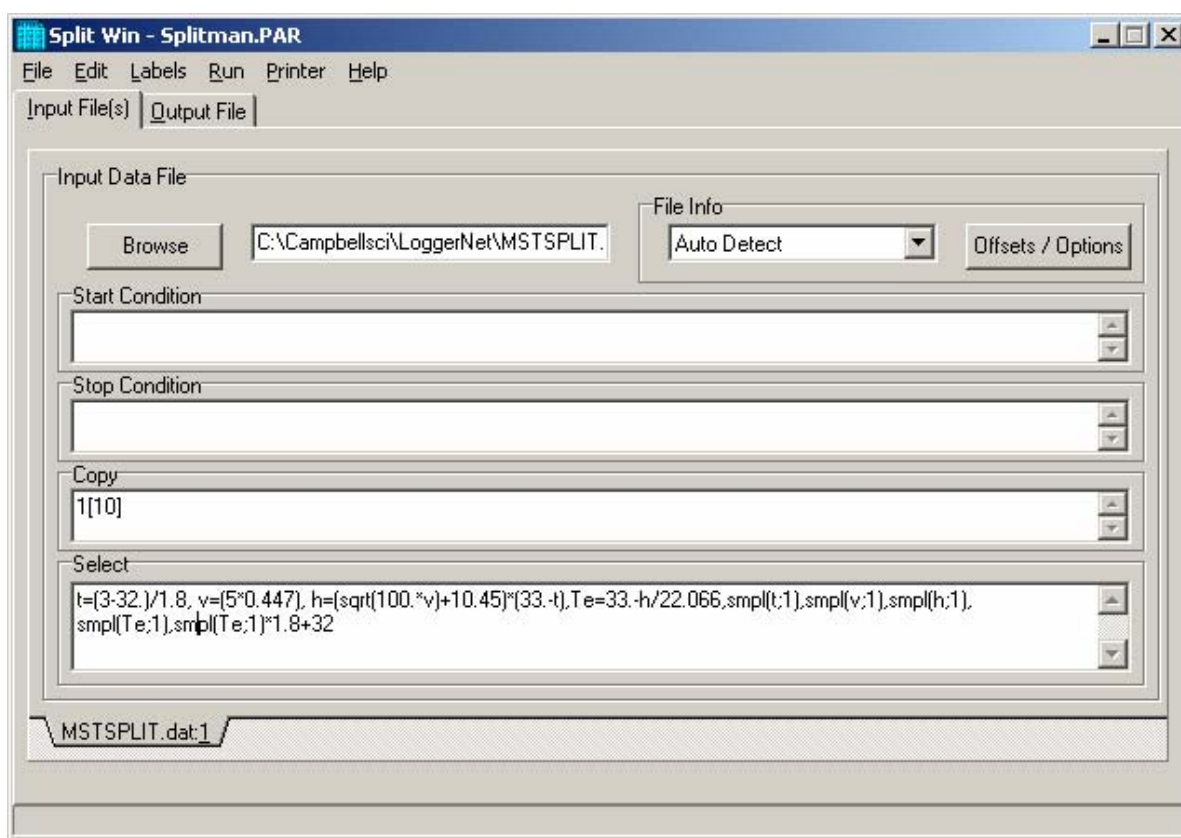 Split Win - Splitman.PAR
File Edit Labels Run Printer Help
Input File(s) Output File
Input Data File
File Info
Browse C:\Campbellsci\LoggerNet\MSTSPLIT. Auto Detect Offsets / Options
Start Condition
Stop Condition
Copy
1[10]
Select
t=(3-32.)/1.8, v=(5*0.447), h=(sqrt(100.*v)+10.45)*(33.-t),Te=33.-h/22.066,smpl(t;1),smpl(v;1),smpl(h;1),
smpl(Te;1),smpl(Te;1)*1.8+32
MSTSPLIT.dat:1